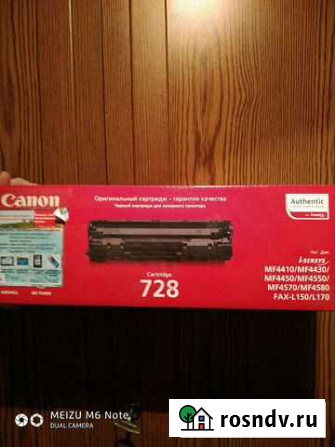 Canon
Оригинальный картридж - гарантия качества
Черный картридж для лазерного принтера
Authentic
Cartridge
728
i-SENSYS
MF4410/MF4430/
MF4450/MF4550/
MF4570/MF4580
FAX-L150/L170
MEIZU M6 Note
DUAL CAMERA
rosndv.ru